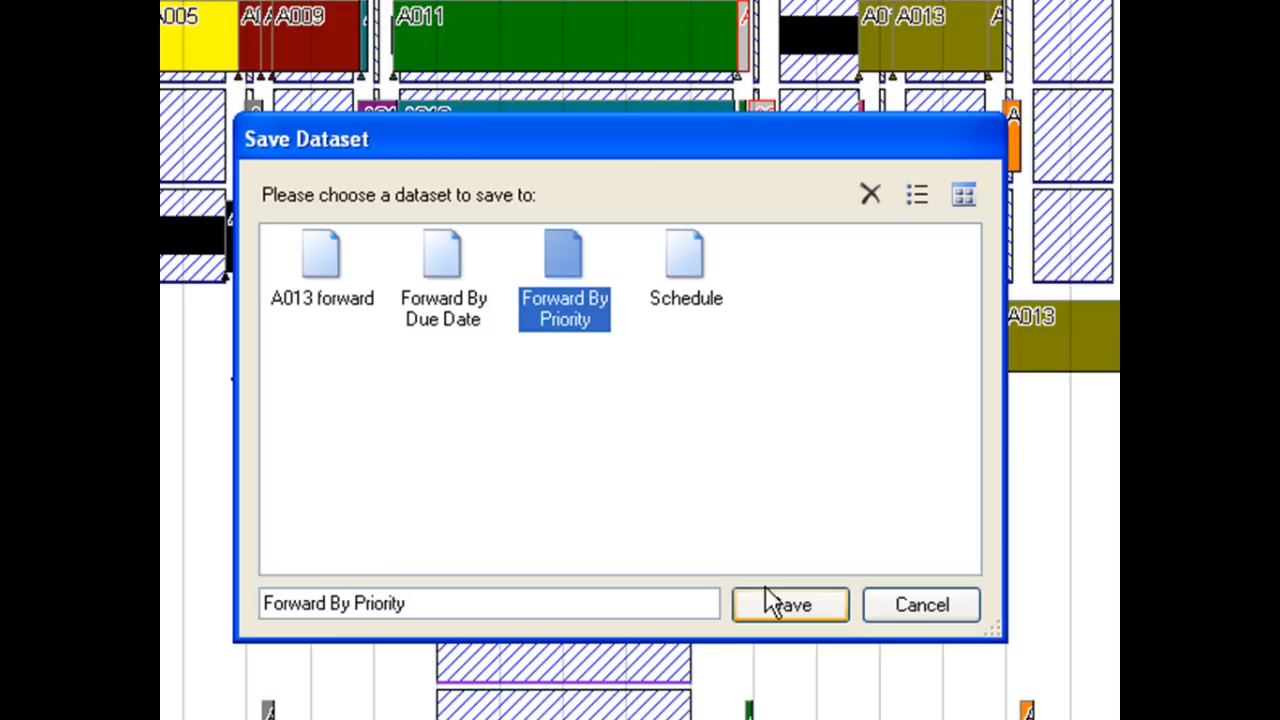 A005 A009 A011 A013
Save Dataset
Please choose a dataset to save to:
A013 forward
Forward By
Due Date
Forward By
Priority
Schedule
A013
Forward By Priority
Save
Cancel